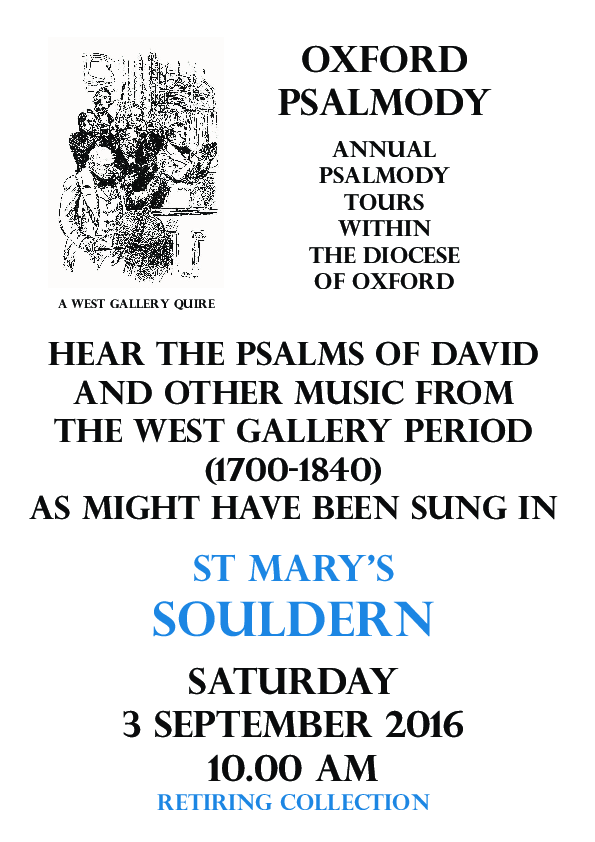 OXFORD
PSALMODY
ANNUAL
PSALMODY
TOURS
WITHIN
THE DIOCESE
OF OXFORD
A WEST GALLERY QUIRE
HEAR THE PSALMS OF DAVID
AND OTHER MUSIC FROM
THE WEST GALLERY PERIOD
(1700-1840)
AS MIGHT HAVE BEEN SUNG IN
ST MARY'S
SOULDERN
SATURDAY
3 SEPTEMBER 2016
10.00 AM
RETIRING COLLECTION